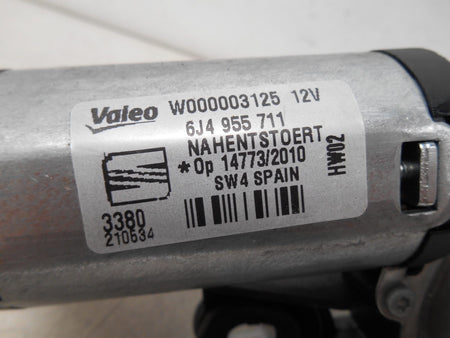 Valeo W000003125 12V
6J4 955 711
NAHENTSTOERT
*Op 14773/2010
SW4 SPAIN
HW02
3380
210634